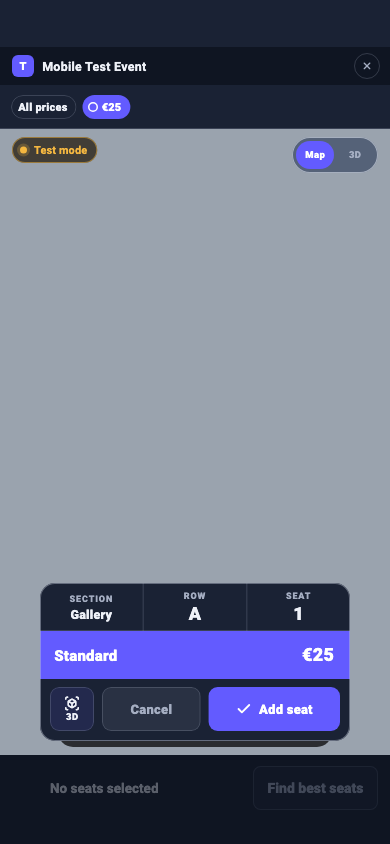 T Mobile Test Event
All prices €25
Test mode
Map 3D
SECTION ROW SEAT
Gallery A 1
Standard €25
3D Cancel Add seat
No seats selected Find best seats